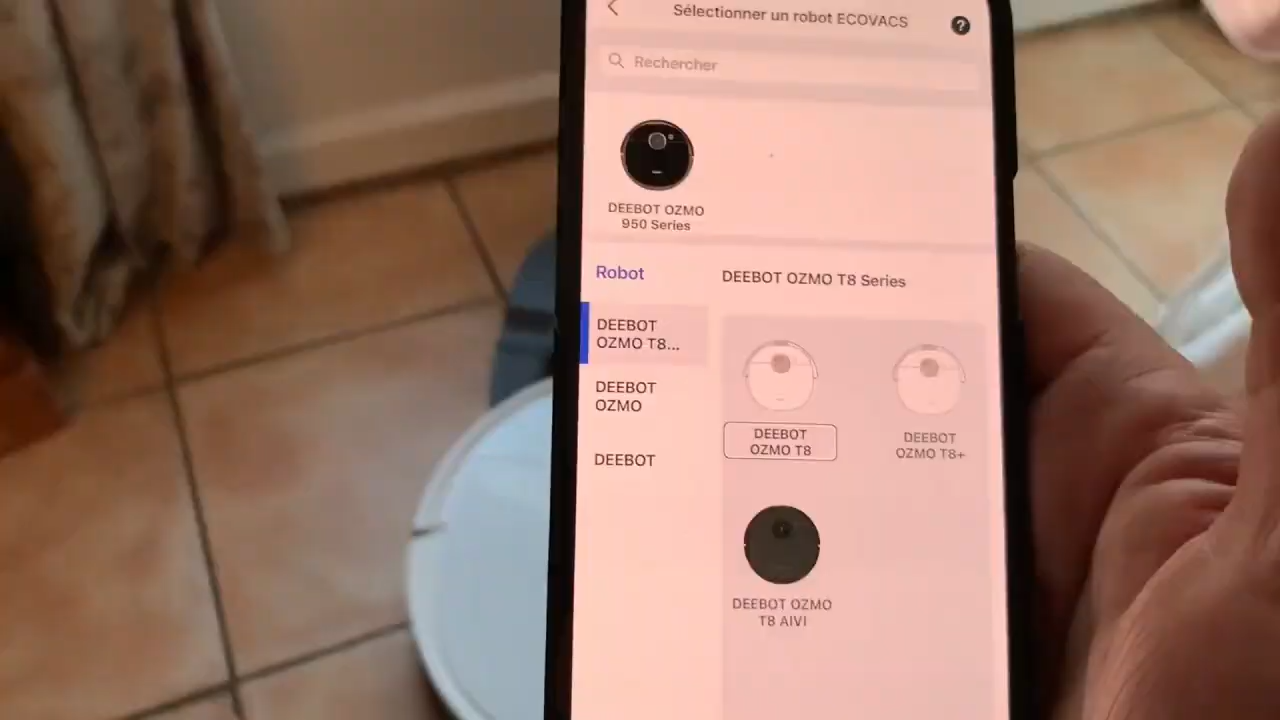 Sélectionner un robot ECOVACS
?
Rechercher
DEEBOT OZMO
950 Series
Robot
DEEBOT OZMO T8 Series
DEEBOT
OZMO T8...
DEEBOT
OZMO
DEEBOT
DEEBOT
OZMO T8
DEEBOT
OZMO T8+
DEEBOT OZMO
T8 AIVI